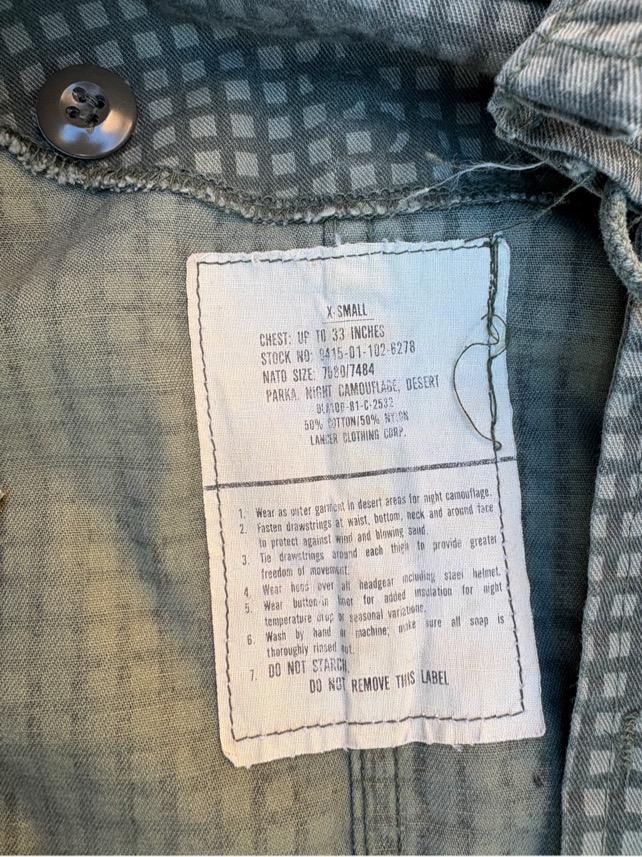 X-SMALL
CHEST: UP TO 33 INCHES
STOCK NO: 8415-01-102-6278
NATO SIZE: 7580/7484
PARKA, NIGHT CAMOUFLAGE, DESERT
DLA100-81-C-2532
50% COTTON/50% NYLON
LANCER CLOTHING CORP.
1. Wear as outer garment in desert areas for night camouflage.
2. Fasten drawstrings at waist, bottom, neck and around face
to protect against wind and blowing sand.
3. Tie drawstrings around each thigh to provide greater
freedom of movement.
4. Wear hood over all headgear including steel helmet.
5. Wear button-in liner for added insulation for night
temperature drop or seasonal variations.
6. Wash by hand or machine; make sure all soap is
thoroughly rinsed out.
7. DO NOT STARCH.
DO NOT REMOVE THIS LABEL